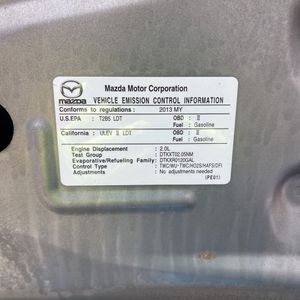 Mazda Motor Corporation
mazda
VEHICLE EMISSION CONTROL INFORMATION
Conforms to regulations : 2013 MY
U.S.EPA : T2B5 LDT OBD : II
Fuel : Gasoline
California : ULEV II LDT OBD : II
Fuel : Gasoline
Engine Displacement : 2.0L
Test Group : DTKXT02.05NM
Evaporative/Refueling Family : DTKXR0120GAL
Control Type : TWC/WU-TWC/HO2S/HAFS/DFI
Adjustments : No adjustments needed
(PE01)